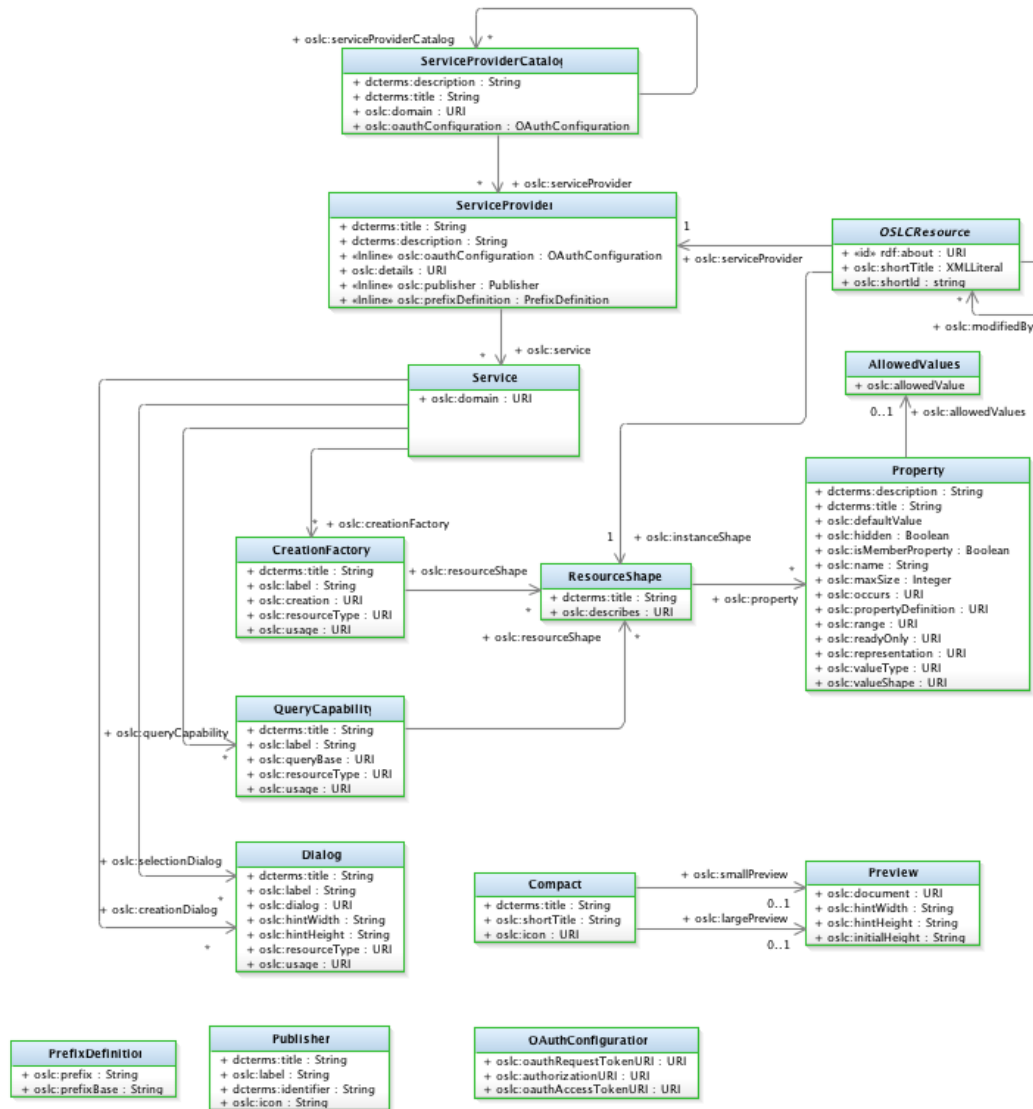 + oslc:serviceProviderCatalog *
ServiceProviderCatalog
+ dcterms:description : String
+ dcterms:title : String
+ oslc:domain : URI
+ oslc:oauthConfiguration : OAuthConfiguration
* + oslc:serviceProvider
ServiceProvider
+ dcterms:title : String
+ dcterms:description : String
+ «Inline» oslc:oauthConfiguration : OAuthConfiguration
+ oslc:details : URI
+ «Inline» oslc:publisher : Publisher
+ «Inline» oslc:prefixDefinition : PrefixDefinition
1
+ oslc:serviceProvider
OSLCResource
+ «id» rdf:about : URI
+ oslc:shortTitle : XMLLiteral
+ oslc:shortId : string
*
+ oslc:modifiedBy
* + oslc:service
Service
+ oslc:domain : URI
AllowedValues
+ oslc:allowedValue
0..1 + oslc:allowedValues
Property
+ dcterms:description : String
+ dcterms:title : String
+ oslc:defaultValue
+ oslc:hidden : Boolean
+ oslc:isMemberProperty : Boolean
+ oslc:name : String
+ oslc:maxSize : Integer
+ oslc:occurs : URI
+ oslc:propertyDefinition : URI
+ oslc:range : URI
+ oslc:readyOnly : URI
+ oslc:representation : URI
+ oslc:valueType : URI
+ oslc:valueShape : URI
* + oslc:creationFactory
CreationFactory
+ dcterms:title : String
+ oslc:label : String
+ oslc:creation : URI
+ oslc:resourceType : URI
+ oslc:usage : URI
+ oslc:resourceShape
*
1 + oslc:instanceShape
ResourceShape
+ dcterms:title : String
+ oslc:describes : URI
*
+ oslc:property
+ oslc:resourceShape *
+ oslc:queryCapability
*
QueryCapability
+ dcterms:title : String
+ oslc:label : String
+ oslc:queryBase : URI
+ oslc:resourceType : URI
+ oslc:usage : URI
+ oslc:selectionDialog
*
+ oslc:creationDialog
*
Dialog
+ dcterms:title : String
+ oslc:label : String
+ oslc:dialog : URI
+ oslc:hintWidth : String
+ oslc:hintHeight : String
+ oslc:resourceType : URI
+ oslc:usage : URI
Compact
+ dcterms:title : String
+ oslc:shortTitle : String
+ oslc:icon : URI
+ oslc:smallPreview
0..1
+ oslc:largePreview
0..1
Preview
+ oslc:document : URI
+ oslc:hintWidth : String
+ oslc:hintHeight : String
+ oslc:initialHeight : String
PrefixDefinition
+ oslc:prefix : String
+ oslc:prefixBase : String
Publisher
+ dcterms:title : String
+ oslc:label : String
+ dcterms:identifier : String
+ oslc:icon : String
OAuthConfiguration
+ oslc:oauthRequestTokenURI : URI
+ oslc:authorizationURI : URI
+ oslc:oauthAccessTokenURI : URI